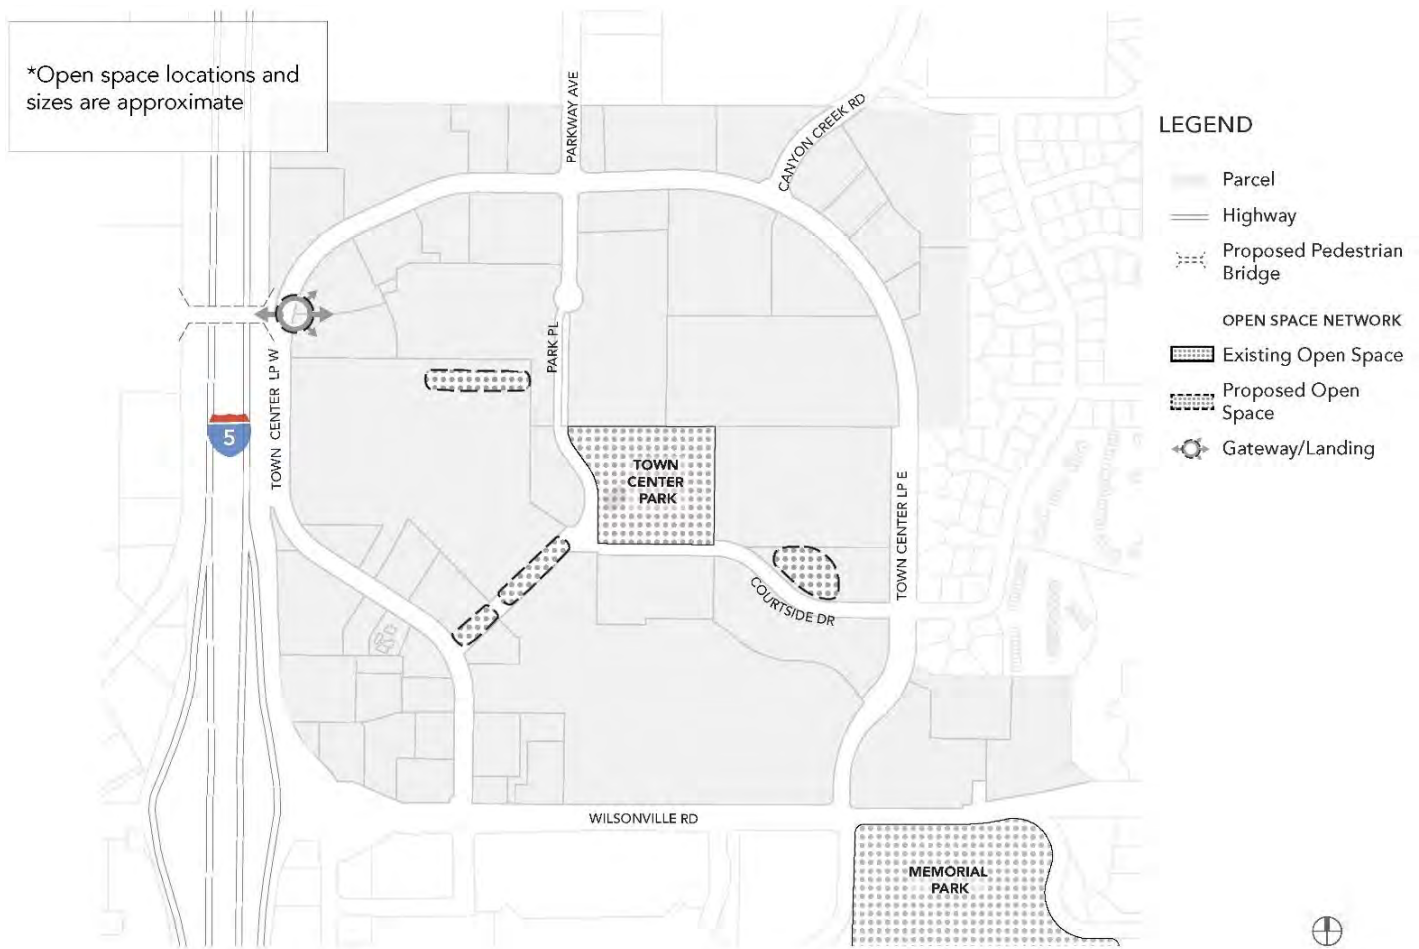 *Open space locations and
sizes are approximate
PARKWAY AVE
CANYON CREEK RD
PARK PL
TOWN CENTER LP W
5
TOWN
CENTER
PARK
TOWN CENTER LP E
COURTSIDE DR
WILSONVILLE RD
MEMORIAL
PARK
LEGEND
Parcel
Highway
Proposed Pedestrian
Bridge
OPEN SPACE NETWORK
Existing Open Space
Proposed Open
Space
Gateway/Landing